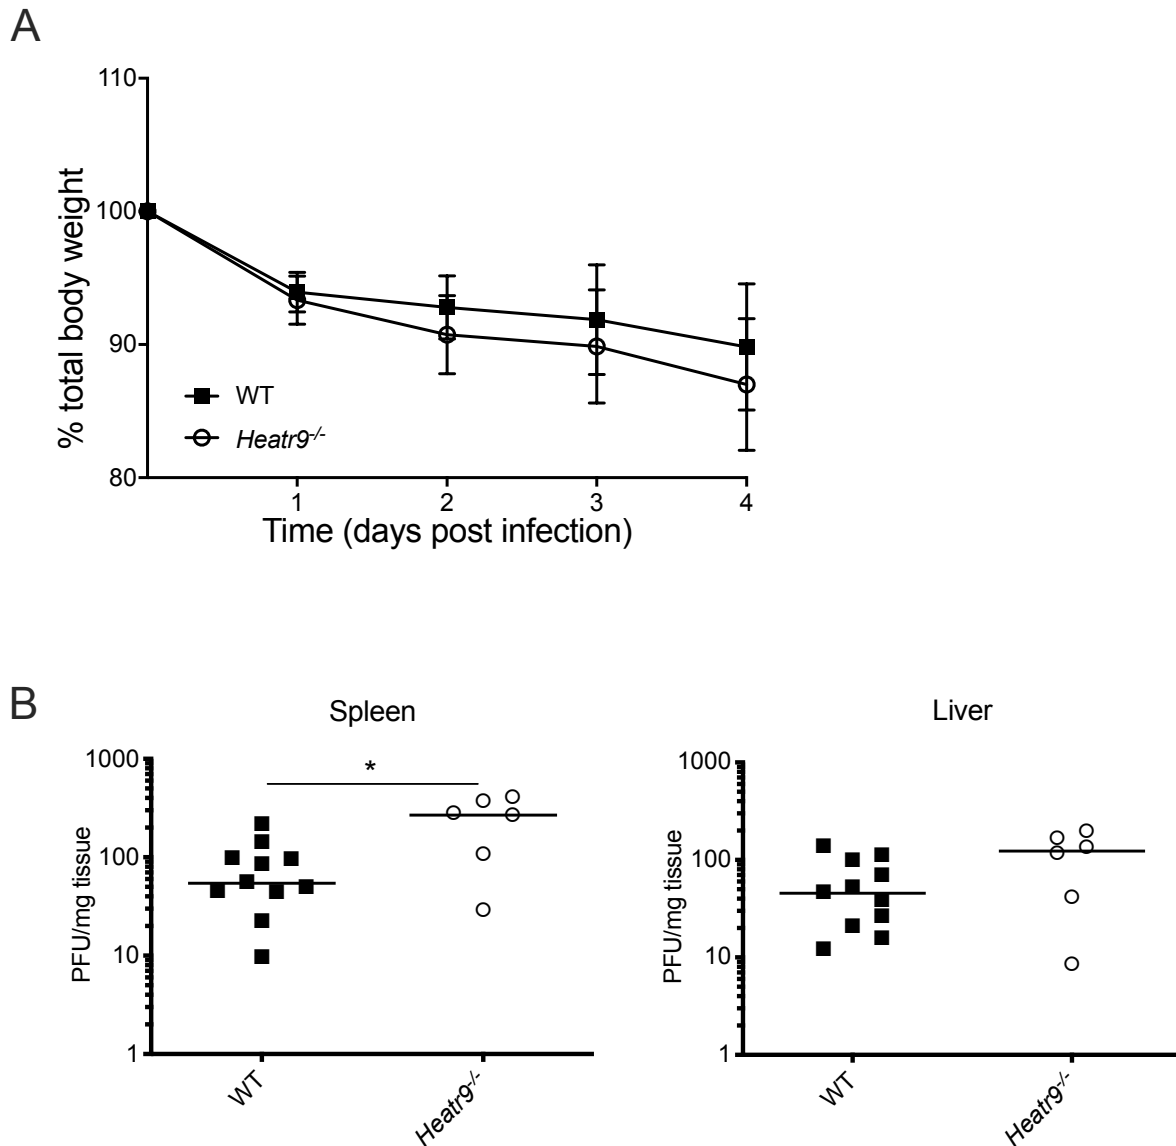 A
110
100
90
80
% total body weight
WT
Heatr9-/-
1 2 3 4
Time (days post infection)
B
Spleen
1000
100
10
1
PFU/mg tissue
*
WT
Heatr9-/-
Liver
1000
100
10
1
PFU/mg tissue
WT
Heatr9-/-